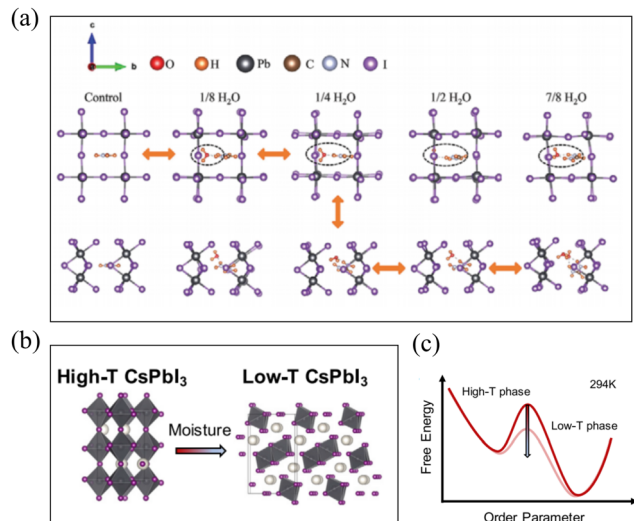 (a)
c
b
O H Pb C N I
Control 1/8 H₂O 1/4 H₂O 1/2 H₂O 7/8 H₂O
(b)
High-T CsPbI₃ Low-T CsPbI₃
Moisture
(c)
294K
High-T phase
Low-T phase
Free Energy
Order Parameter